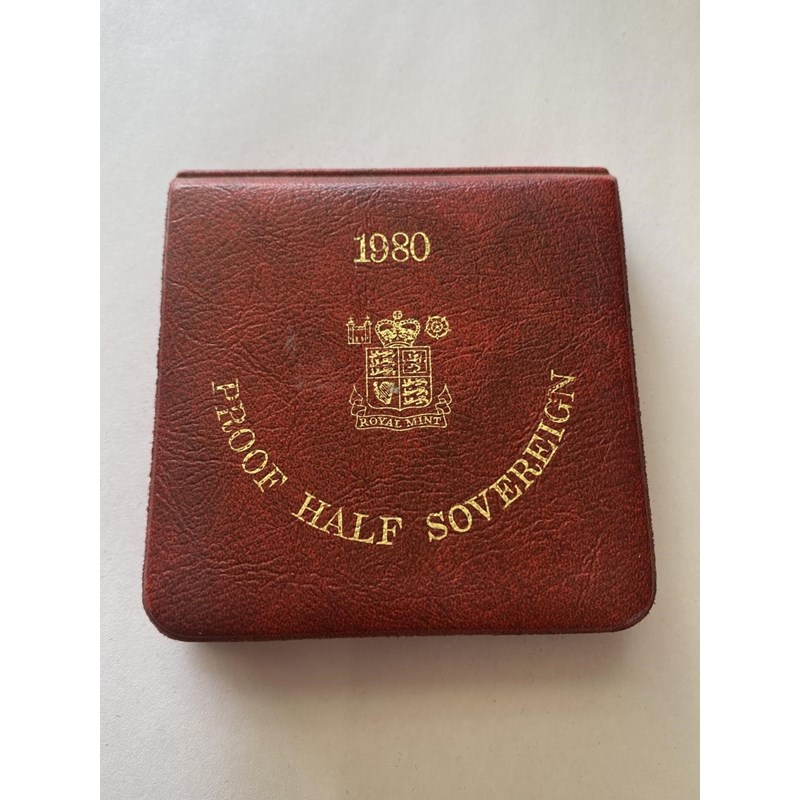 1980
ROYAL MINT
PROOF HALF SOVEREIGN